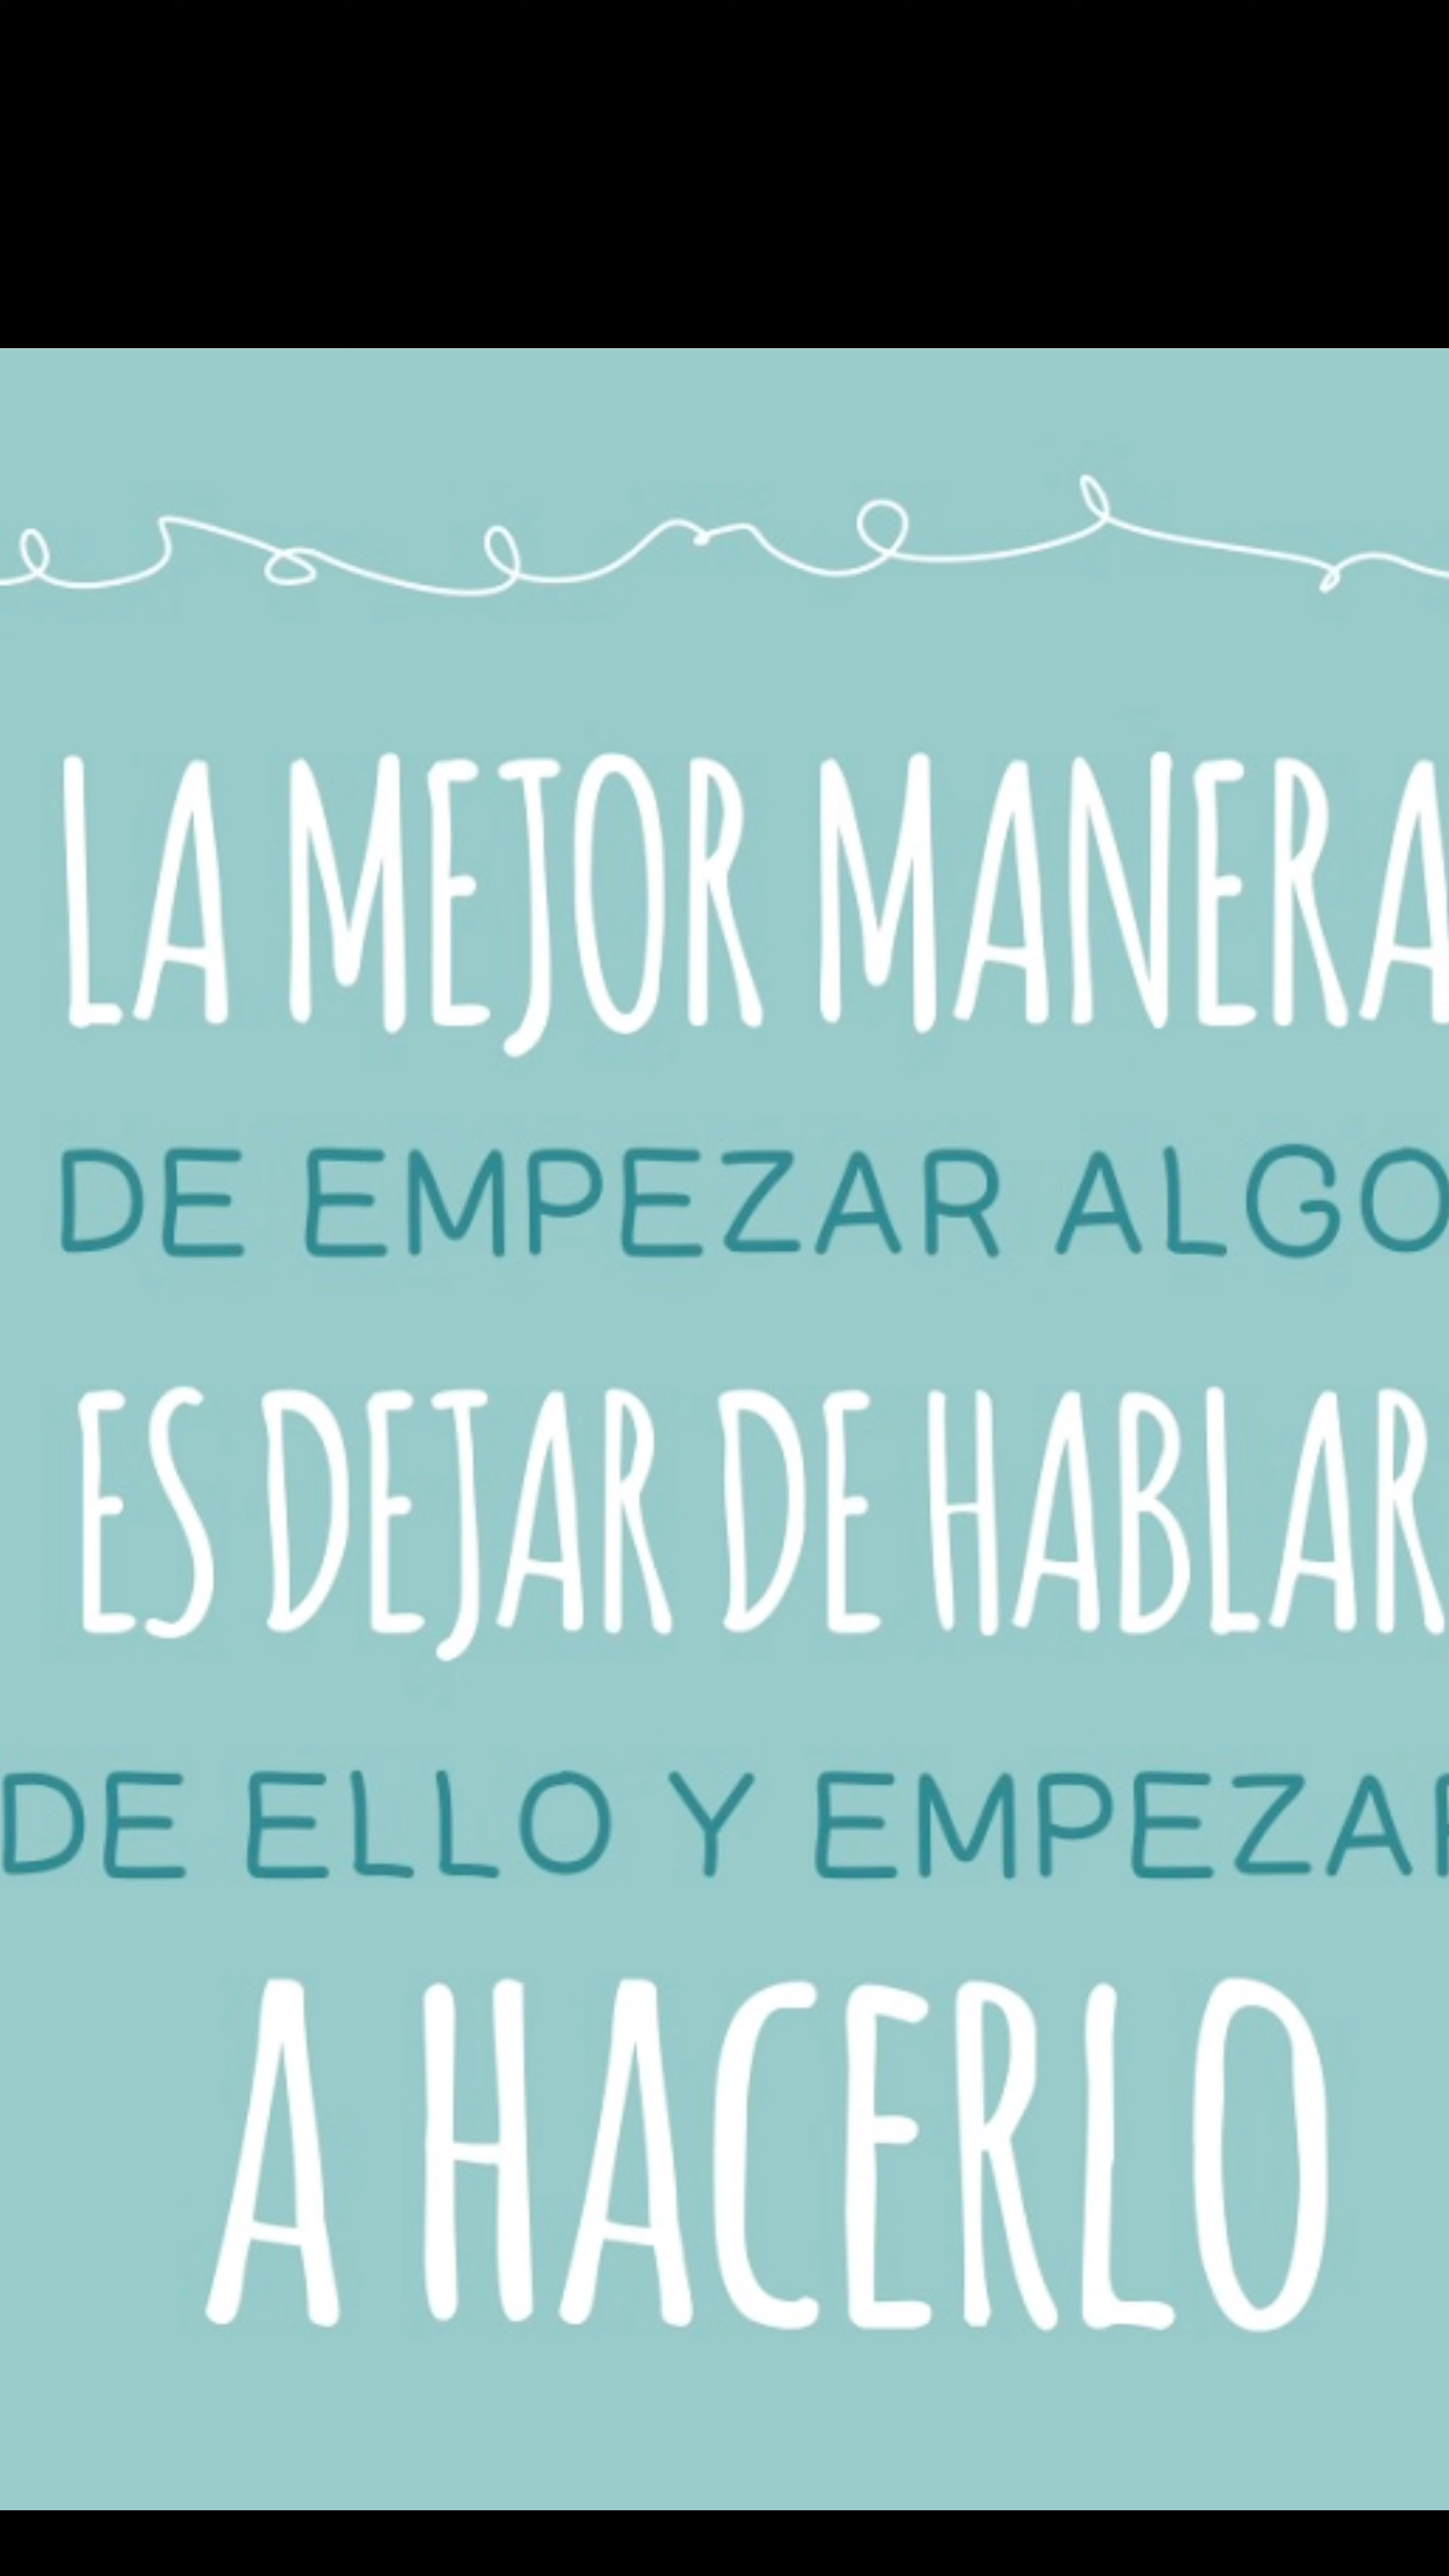 LA MEJOR MANERA
DE EMPEZAR ALGO
ES DEJAR DE HABLAR
DE ELLO Y EMPEZAR
A HACERLO